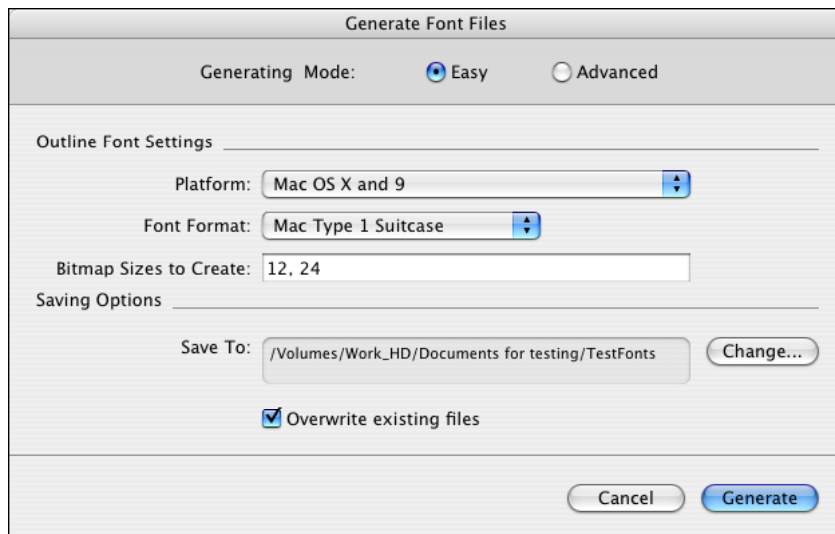 Generate Font Files
Generating Mode: Easy Advanced
Outline Font Settings
Platform: Mac OS X and 9
Font Format: Mac Type 1 Suitcase
Bitmap Sizes to Create: 12, 24
Saving Options
Save To: /Volumes/Work_HD/Documents for testing/TestFonts Change...
Overwrite existing files
Cancel Generate